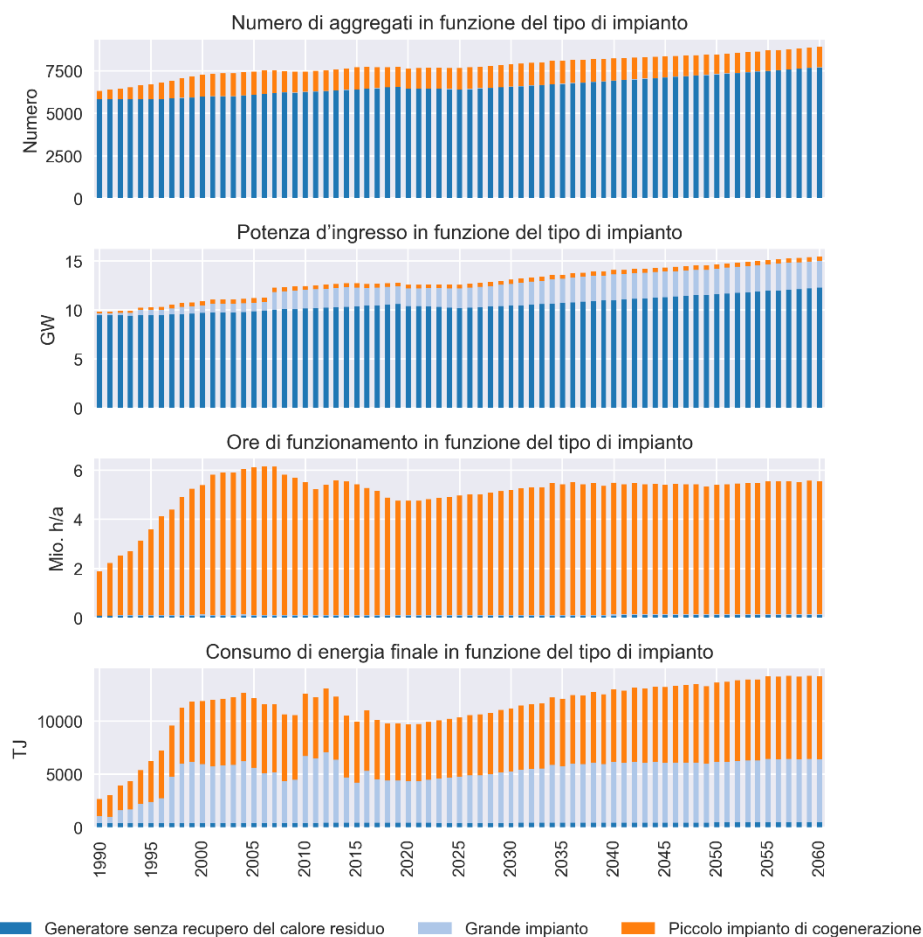 Numero di aggregati in funzione del tipo di impianto
7500
5000
2500
0
Numero
Potenza d'ingresso in funzione del tipo di impianto
15
10
5
0
GW
Ore di funzionamento in funzione del tipo di impianto
6
4
2
0
Mio. h/a
Consumo di energia finale in funzione del tipo di impianto
10000
5000
0
TJ
1990 1995 2000 2005 2010 2015 2020 2025 2030 2035 2040 2045 2050 2055 2060
Generatore senza recupero del calore residuo Grande impianto Piccolo impianto di cogenerazione